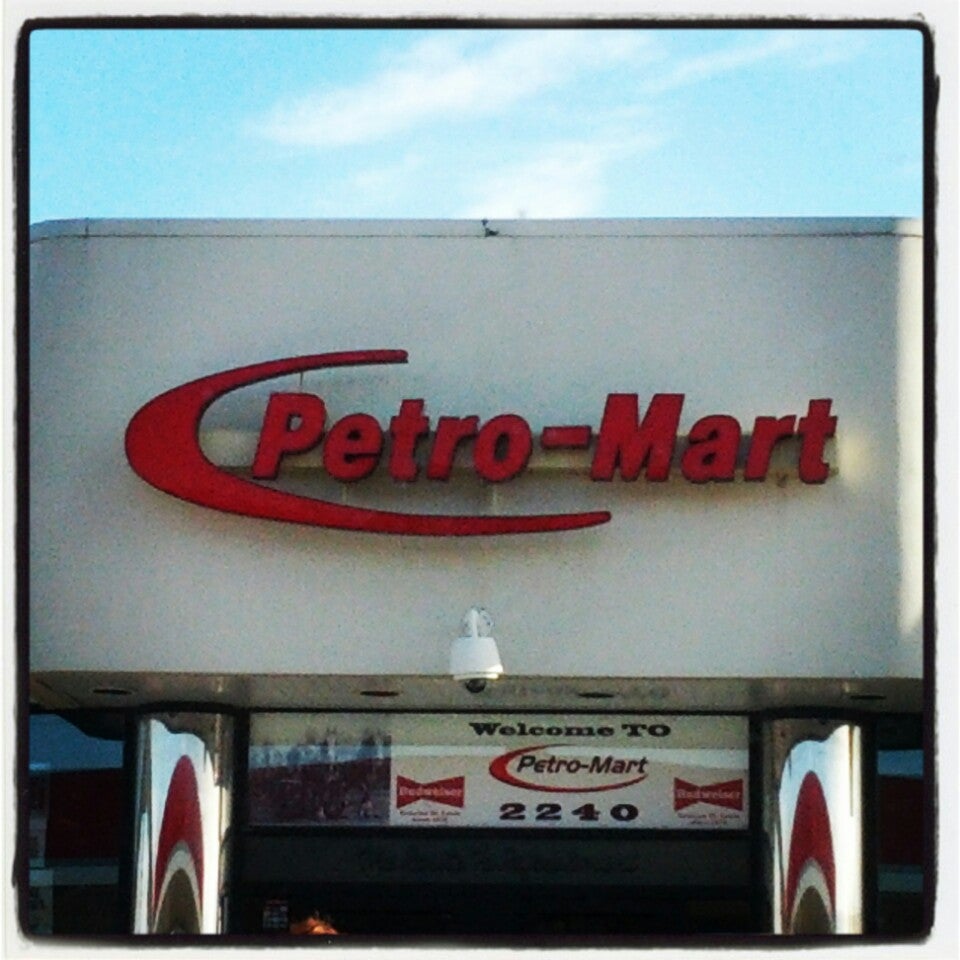 Petro-Mart
Welcome TO
Petro-Mart
Budweiser
Budweiser
2240